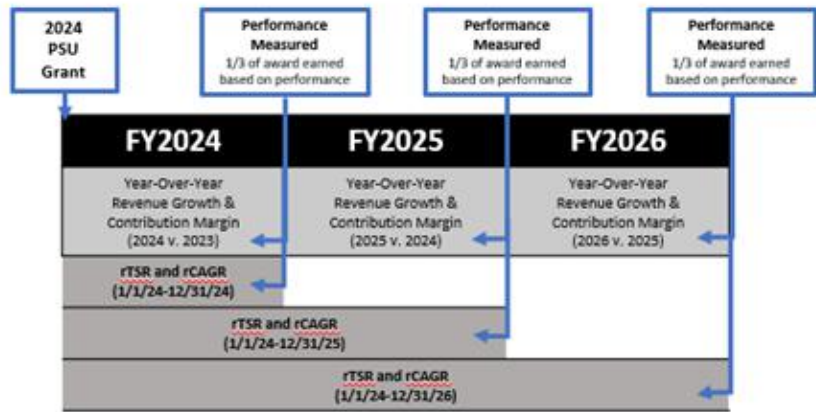 2024
PSU
Grant
Performance
Measured
1/3 of award earned
based on performance
Performance
Measured
1/3 of award earned
based on performance
Performance
Measured
1/3 of award earned
based on performance
FY2024
FY2025
FY2026
Year-Over-Year
Revenue Growth &
Contribution Margin
(2024 v. 2023)
Year-Over-Year
Revenue Growth &
Contribution Margin
(2025 v. 2024)
Year-Over-Year
Revenue Growth &
Contribution Margin
(2026 v. 2025)
rTSR and rCAGR
(1/1/24-12/31/24)
rTSR and rCAGR
(1/1/24-12/31/25)
rTSR and rCAGR
(1/1/24-12/31/26)